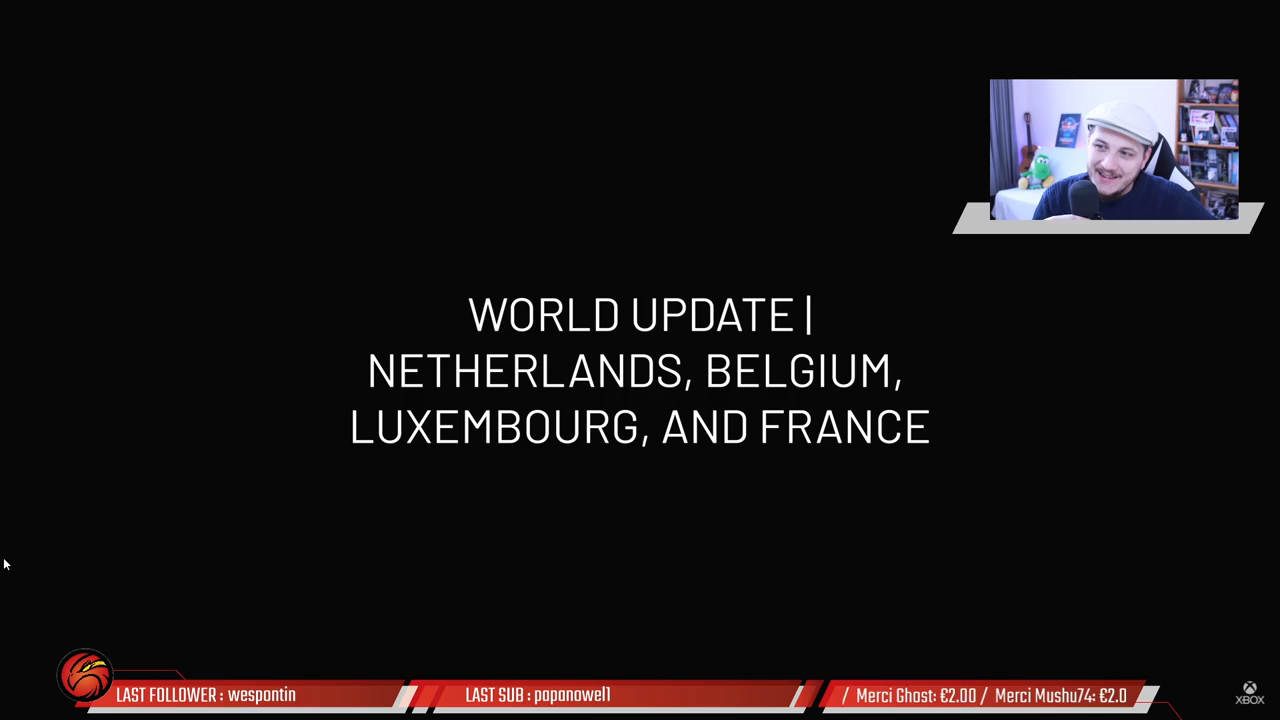 WORLD UPDATE |
NETHERLANDS, BELGIUM,
LUXEMBOURG, AND FRANCE
LAST FOLLOWER : wespontin
LAST SUB : papanowel1
/ Merci Ghost: €2.00 / Merci Mushu74: €2.0
XBOX